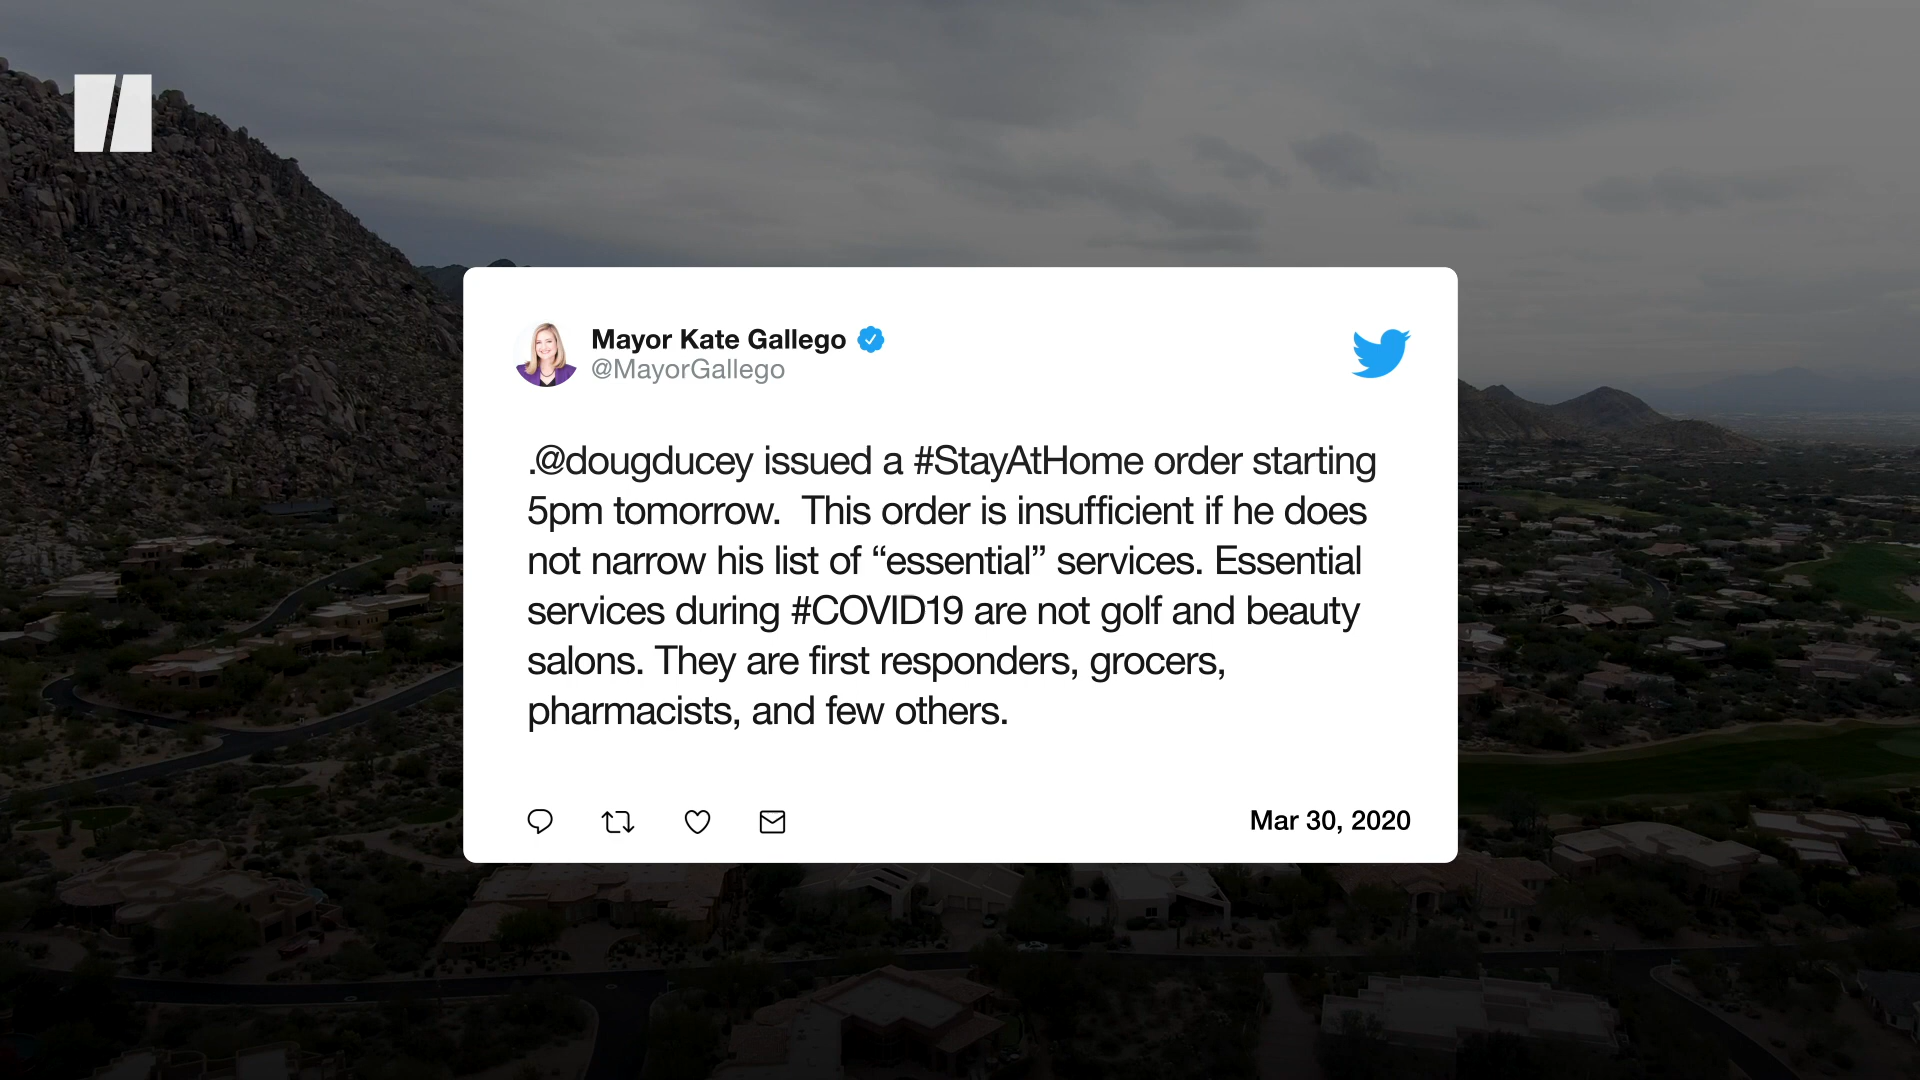 Mayor Kate Gallego
@MayorGallego
.@dougducey issued a #StayAtHome order starting
5pm tomorrow.  This order is insufficient if he does
not narrow his list of “essential” services. Essential
services during #COVID19 are not golf and beauty
salons. They are first responders, grocers,
pharmacists, and few others.
Mar 30, 2020